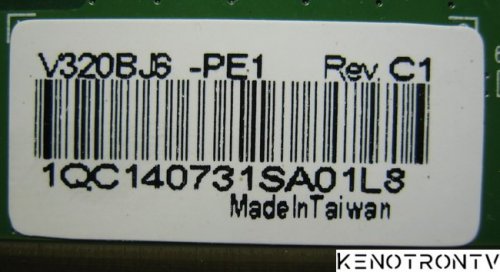 V320BJ6 -PE1 Rev. C1
1QC140731SA01L8
MadeInTaiwan
KENOTRONTV